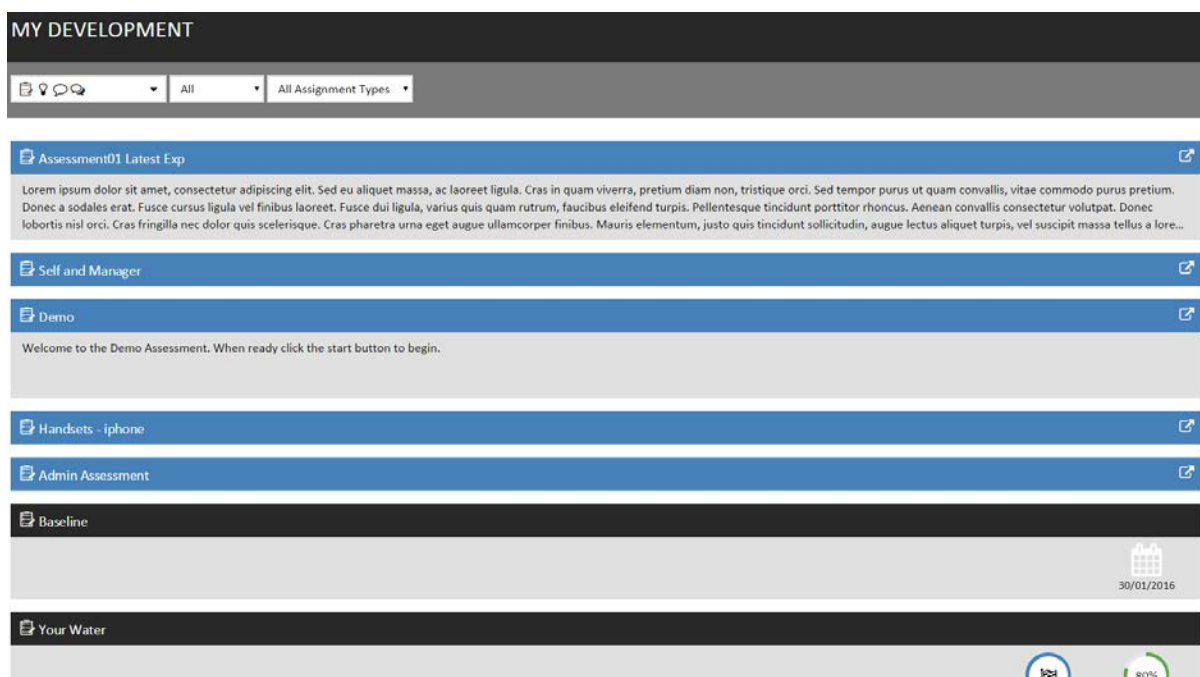 MY DEVELOPMENT
All All Assignment Types
Assessment01 Latest Exp
Lorem ipsum dolor sit amet, consectetur adipiscing elit. Sed eu aliquet massa, ac laoreet ligula. Cras in quam viverra, pretium diam non, tristique orci. Sed tempor purus ut quam convallis, vitae commodo purus pretium.
Donec a sodales erat. Fusce cursus ligula vel finibus laoreet. Fusce dui ligula, varius quis quam rutrum, faucibus eleifend turpis. Pellentesque tincidunt porttitor rhoncus. Aenean convallis consectetur volutpat. Donec
lobortis nisl orci. Cras fringilla nec dolor quis scelerisque. Cras pharetra urna eget augue ullamcorper finibus. Mauris elementum, justo quis tincidunt sollicitudin, augue lectus aliquet turpis, vel suscipit massa tellus a lore...
Self and Manager
Demo
Welcome to the Demo Assessment. When ready click the start button to begin.
Handsets - iphone
Admin Assessment
Baseline
30/01/2016
Your Water
80%